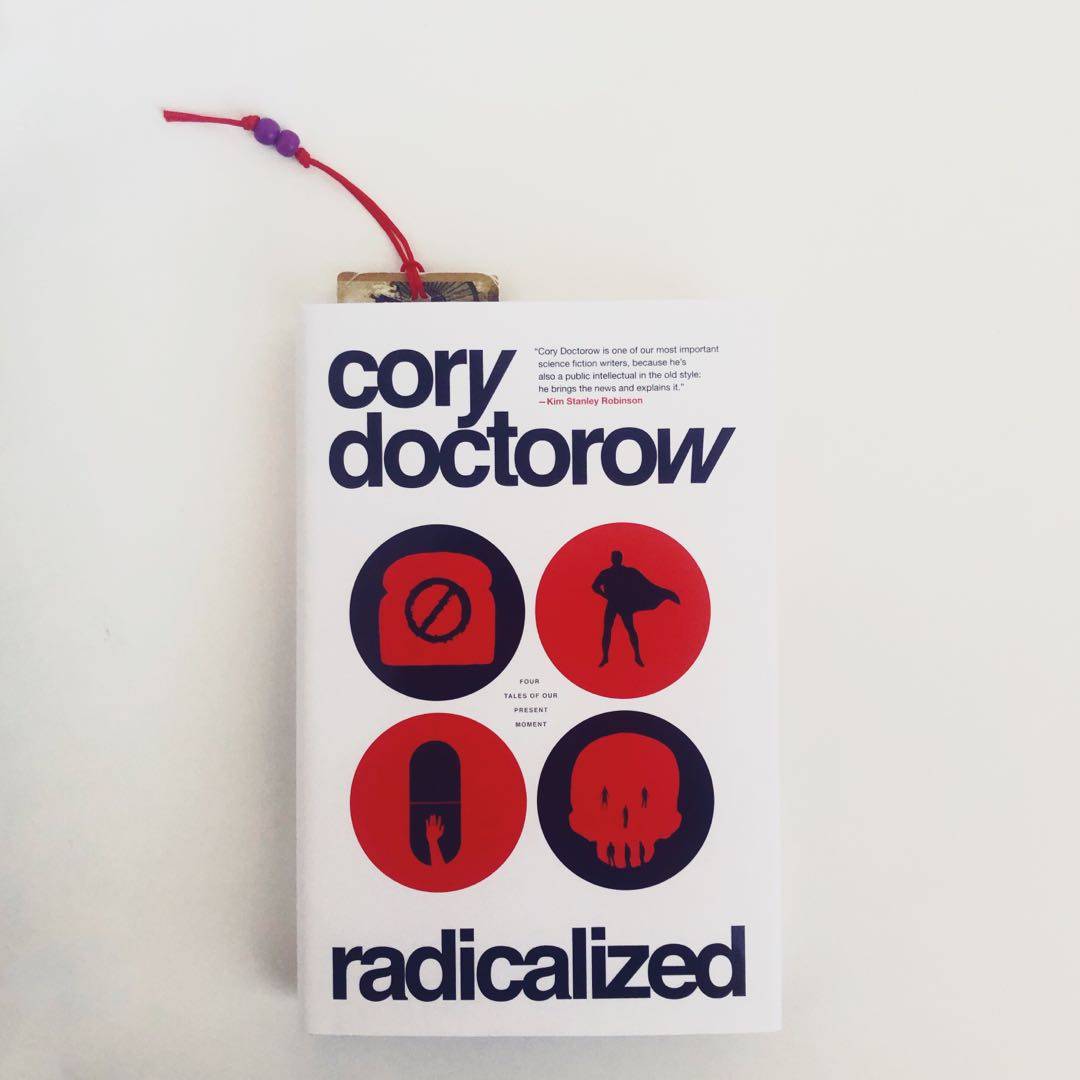 cory
doctorow
“Cory Doctorow is one of our most important
science fiction writers, because he's
also a public intellectual in the old style:
he brings the news and explains it.”
—Kim Stanley Robinson
FOUR
TALES OF OUR
PRESENT
MOMENT
radicalized